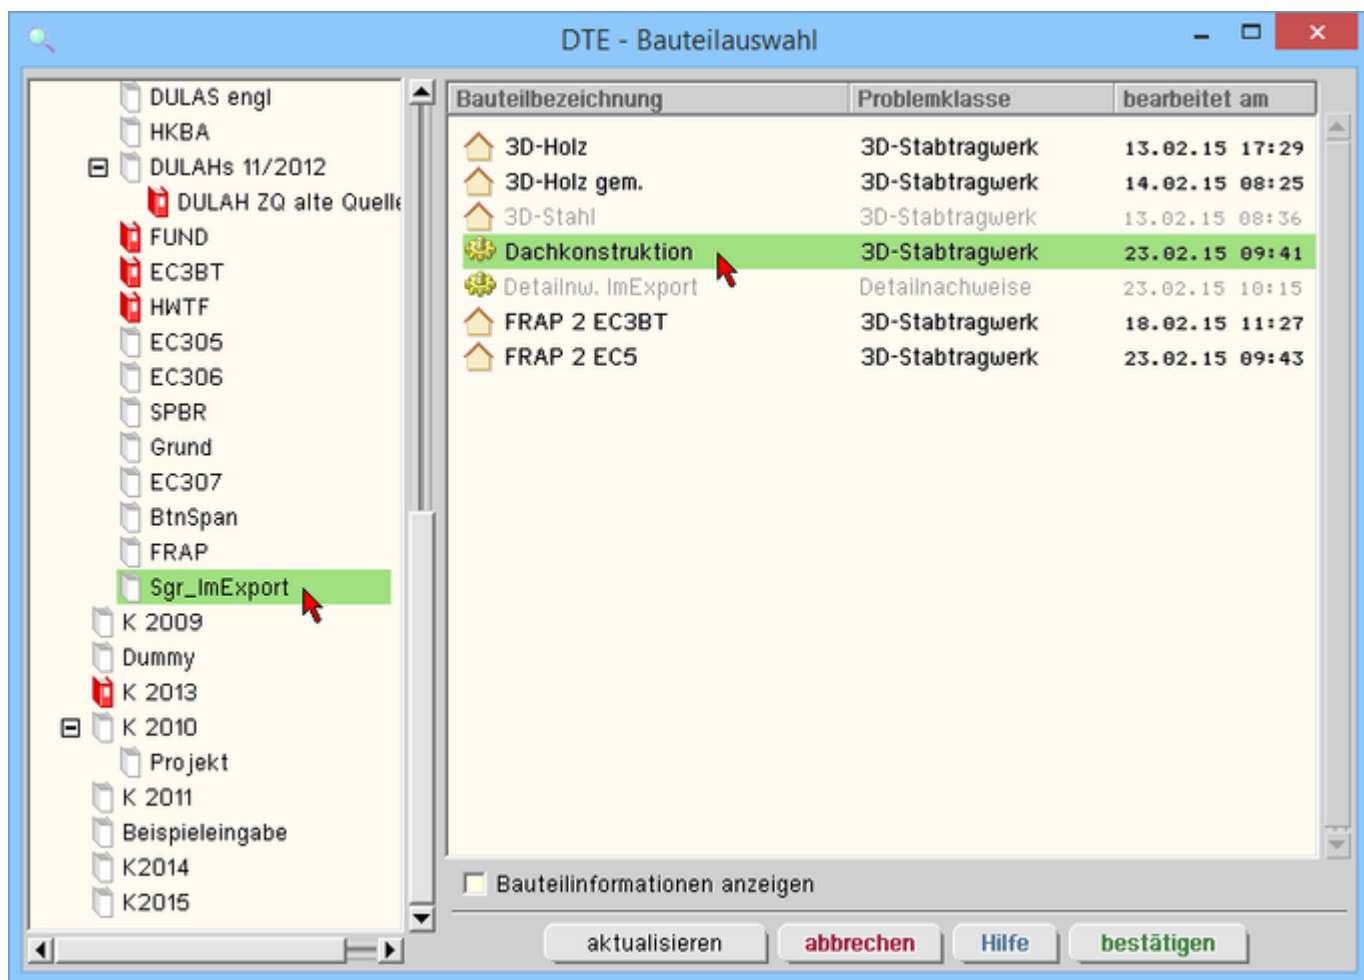 DTE - Bauteilauswahl
DULAS engl
HKBA
DULAHs 11/2012
DULAH ZQ alte Quelle
FUND
EC3BT
HWTF
EC305
EC306
SPBR
Grund
EC307
BtnSpan
FRAP
Sgr_ImExport
K 2009
Dummy
K 2013
K 2010
Projekt
K 2011
Beispieleingabe
K2014
K2015
Bauteilbezeichnung Problemklasse bearbeitet am
3D-Holz 3D-Stabtragwerk 13.02.15 17:29
3D-Holz gem. 3D-Stabtragwerk 14.02.15 08:25
3D-Stahl 3D-Stabtragwerk 13.02.15 08:36
Dachkonstruktion 3D-Stabtragwerk 23.02.15 09:41
Detailnw. ImExport Detailnachweise 23.02.15 10:15
FRAP 2 EC3BT 3D-Stabtragwerk 18.02.15 11:27
FRAP 2 EC5 3D-Stabtragwerk 23.02.15 09:43
Bauteilinformationen anzeigen
aktualisieren abbrechen Hilfe bestätigen